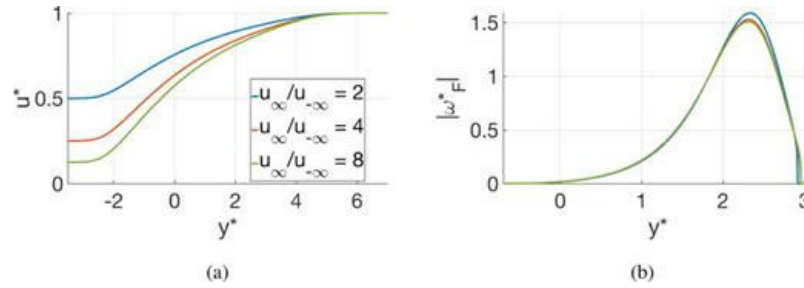 1
0.5
0
u*
-2 0 2 4 6
y*
u∞/u-∞ = 2
u∞/u-∞ = 4
u∞/u-∞ = 8
(a)
1.5
1
0.5
0
|ω*F|
0 1 2 3
y*
(b)